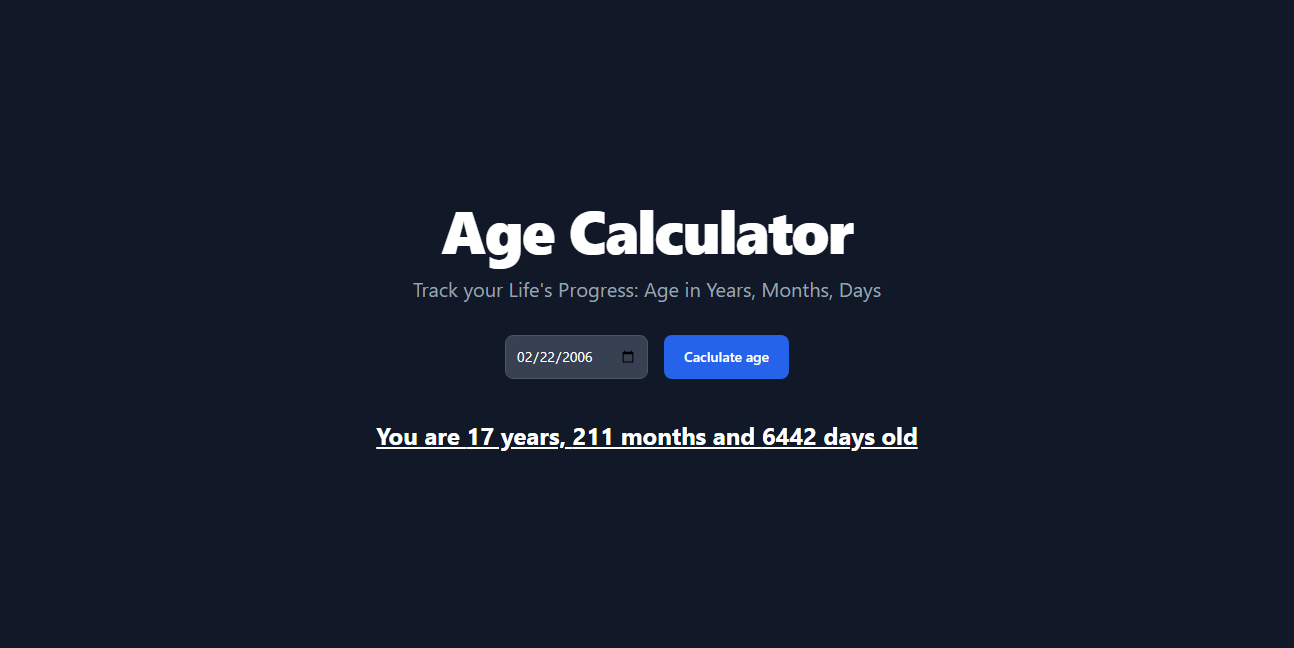 Age Calculator
Track your Life's Progress: Age in Years, Months, Days
02/22/2006 Caclulate age
You are 17 years, 211 months and 6442 days old